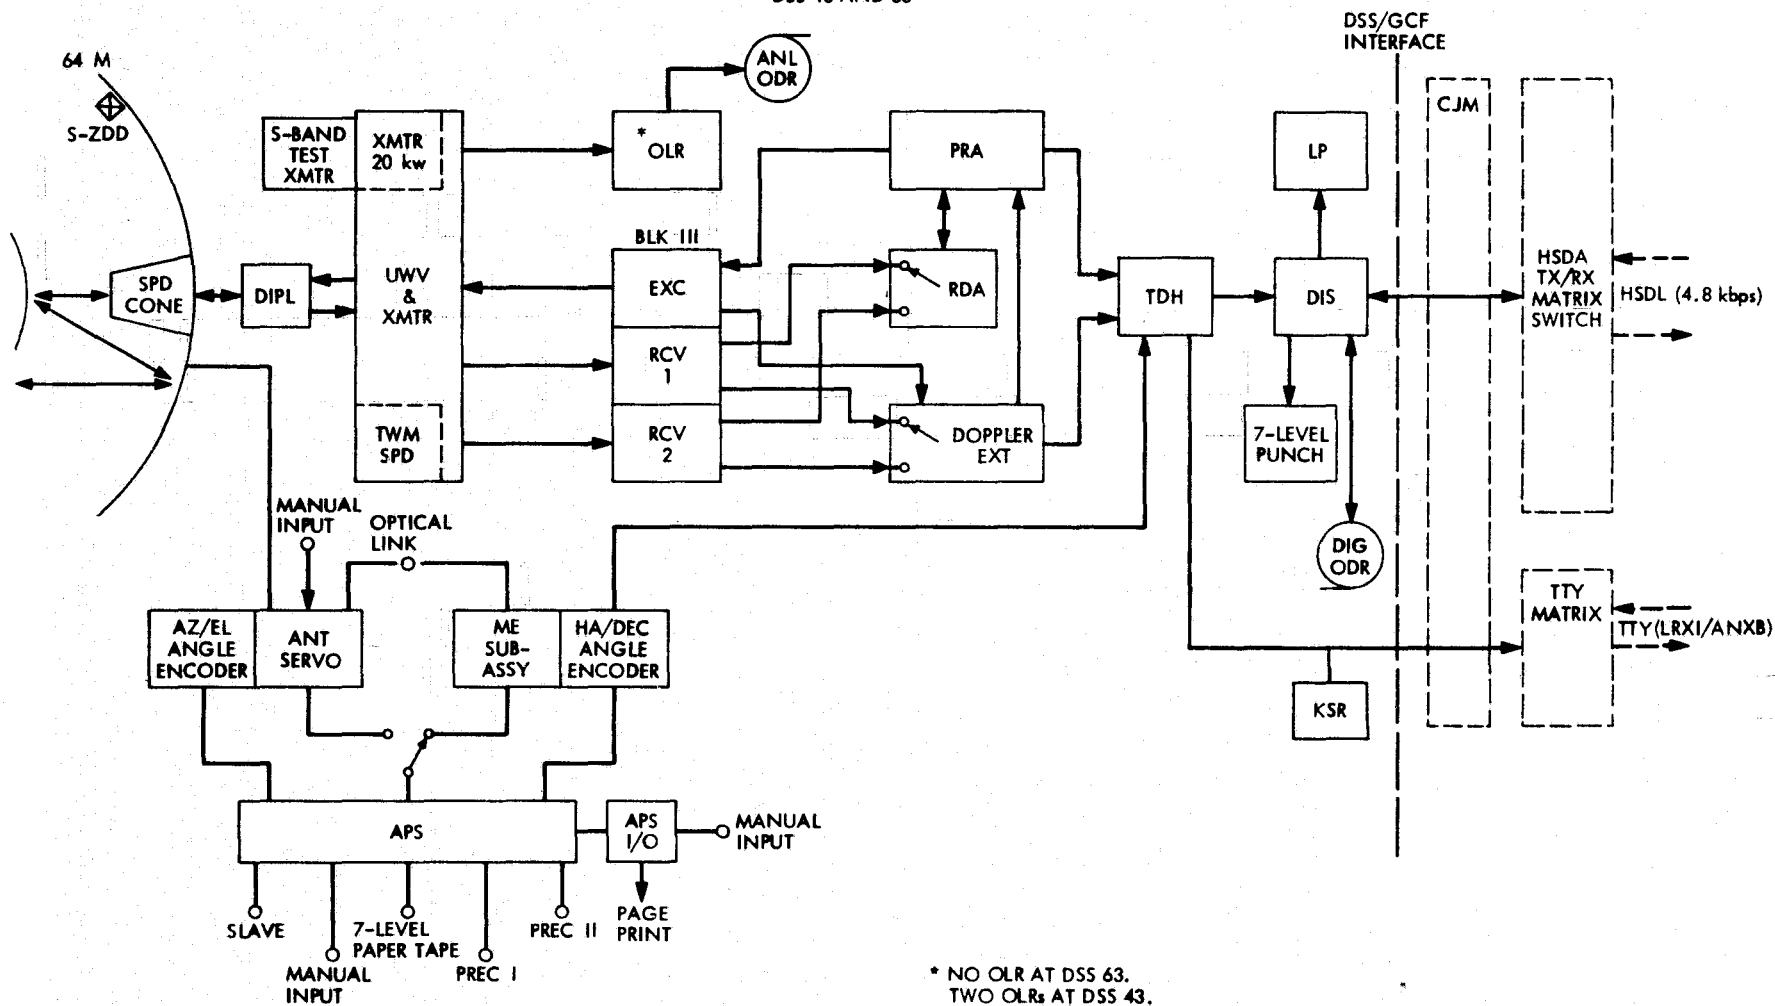 DSS/GCF
INTERFACE
64 M
S-ZDD
ANL
ODR
S-BAND
TEST
XMTR
XMTR
20 kw
*
OLR
PRA
LP
CJM
BLK III
SPD
CONE
DIPL
UWV
&
XMTR
EXC
RDA
TDH
DIS
HSDA
TX/RX
MATRIX
SWITCH
HSDL (4.8 kbps)
RCV
1
TWM
SPD
RCV
2
DOPPLER
EXT
7-LEVEL
PUNCH
MANUAL
INPUT
OPTICAL
LINK
DIG
ODR
AZ/EL
ANGLE
ENCODER
ANT
SERVO
ME
SUB-
ASSY
HA/DEC
ANGLE
ENCODER
TTY
MATRIX
TTY(LRXI/ANXB)
KSR
APS
APS
I/O
MANUAL
INPUT
SLAVE
MANUAL
INPUT
7-LEVEL
PAPER TAPE
PREC I
PREC II
PAGE
PRINT
* NO OLR AT DSS 63.
TWO OLRs AT DSS 43.